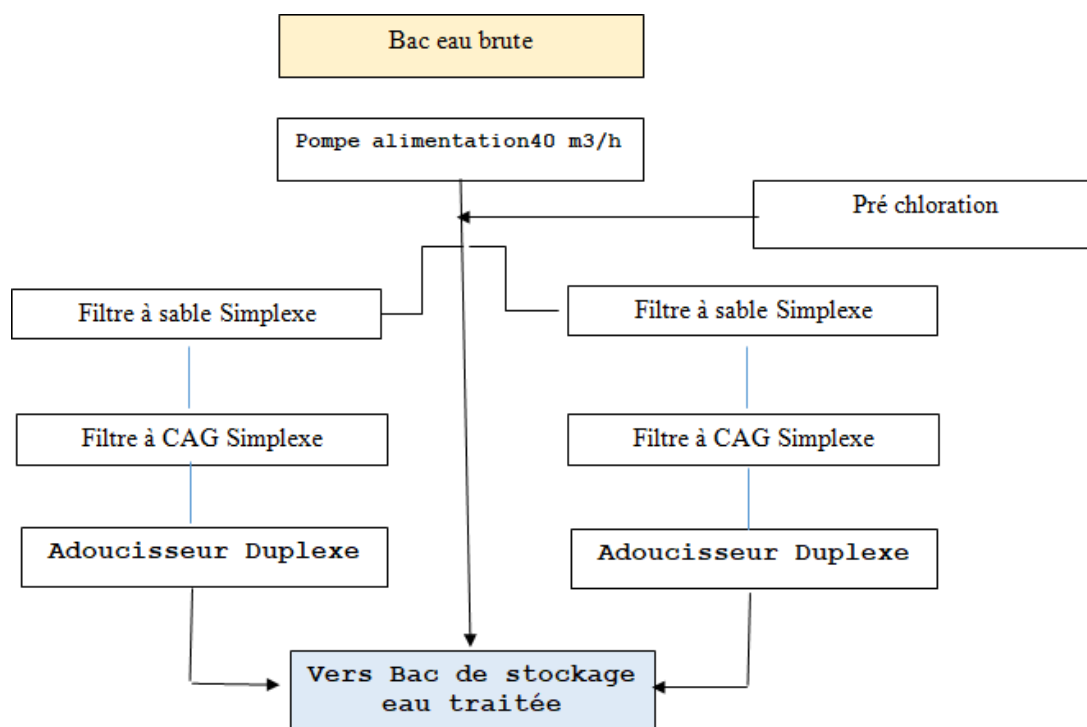 Bac eau brute
Pompe alimentation40 m3/h
Pré chloration
Filtre à sable Simplexe
Filtre à sable Simplexe
Filtre à CAG Simplexe
Filtre à CAG Simplexe
Adoucisseur Duplexe
Adoucisseur Duplexe
Vers Bac de stockage
eau traitée